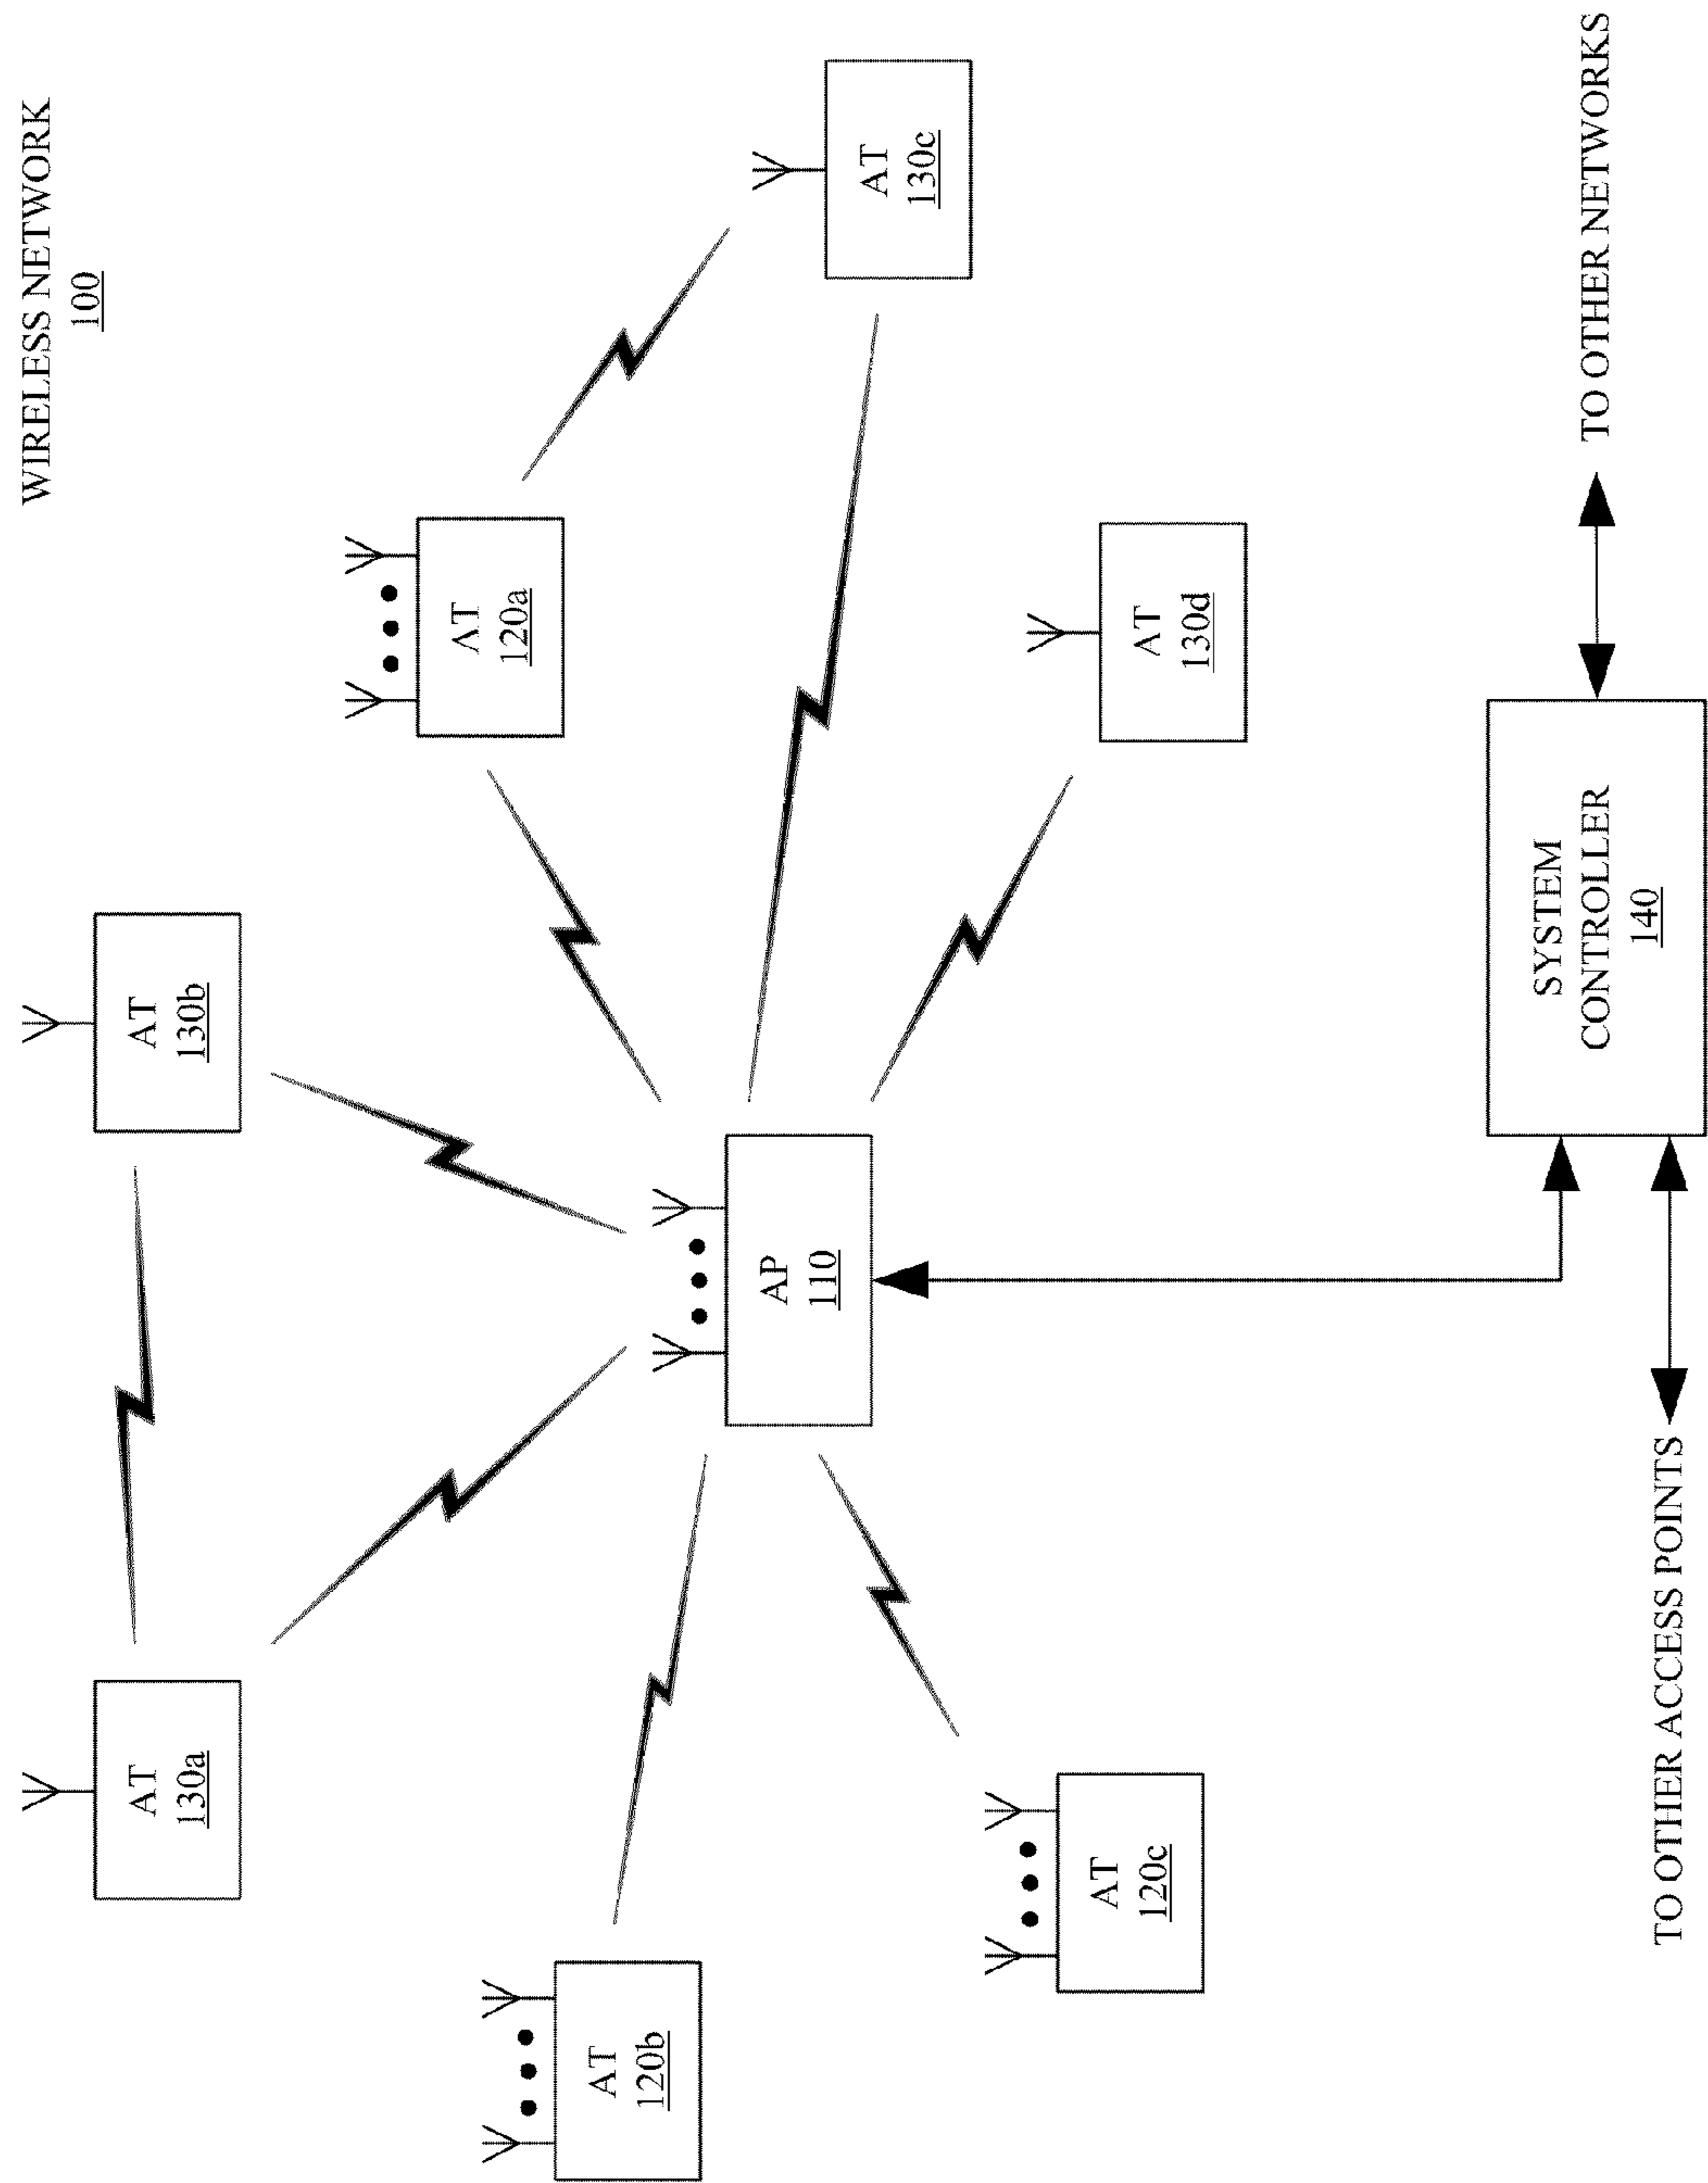 WIRELESS NETWORK
100
AT
130a
AT
130b
AT
120a
AT
120b
AP
110
AT
130c
AT
120c
AT
130d
SYSTEM
CONTROLLER
140
TO OTHER NETWORKS
TO OTHER ACCESS POINTS